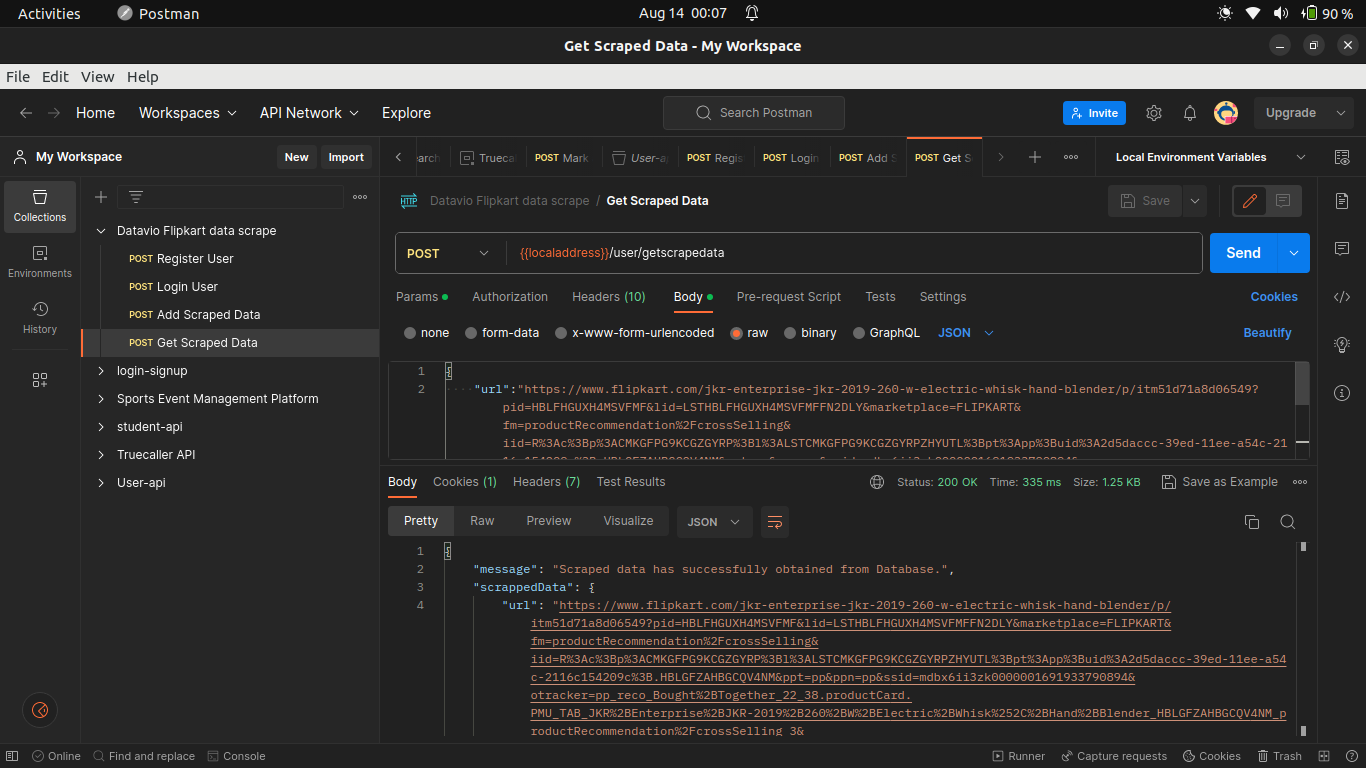 Activities Postman Aug 14 00:07 90 %
Get Scraped Data - My Workspace
File Edit View Help
Home Workspaces API Network Explore Search Postman Invite Upgrade
My Workspace New Import
earch Trueca POST Mark User-a POST Regis POST Login POST Add S POST Get S Local Environment Variables
Collections
Environments
History
Datavio Flipkart data scrape
POST Register User
POST Login User
POST Add Scraped Data
POST Get Scraped Data
login-signup
Sports Event Management Platform
student-api
Truecaller API
User-api
HTTP Datavio Flipkart data scrape / Get Scraped Data Save
POST {{localaddress}}/user/getscrapedata Send
Params Authorization Headers (10) Body Pre-request Script Tests Settings Cookies
none form-data x-www-form-urlencoded raw binary GraphQL JSON Beautify
1 {
2 "url":"https://www.flipkart.com/jkr-enterprise-jkr-2019-260-w-electric-whisk-hand-blender/p/itm51d71a8d06549?
pid=HBLFHGUXH4MSVFMF&lid=LSTHBLFHGUXH4MSVFMFFN2DLY&marketplace=FLIPKART&
fm=productRecommendation%2FcrossSelling&
iid=R%3Ac%3Bp%3ACMKGFPG9KCGZGYRP%3Bl%3ALSTCMKGFPG9KCGZGYRPZHYUTL%3Bpt%3App%3Buid%3A2d5daccc-39ed-11ee-a54c-21
Body Cookies (1) Headers (7) Test Results Status: 200 OK Time: 335 ms Size: 1.25 KB Save as Example
Pretty Raw Preview Visualize JSON
1 {
2 "message": "Scraped data has successfully obtained from Database.",
3 "scrappedData": {
4 "url": "https://www.flipkart.com/jkr-enterprise-jkr-2019-260-w-electric-whisk-hand-blender/p/
itm51d71a8d06549?pid=HBLFHGUXH4MSVFMF&lid=LSTHBLFHGUXH4MSVFMFFN2DLY&marketplace=FLIPKART&
fm=productRecommendation%2FcrossSelling&
iid=R%3Ac%3Bp%3ACMKGFPG9KCGZGYRP%3Bl%3ALSTCMKGFPG9KCGZGYRPZHYUTL%3Bpt%3App%3Buid%3A2d5daccc-39ed-11ee-a54
c-2116c154209c%3B.HBLGFZAHBGCQV4NM&ppt=pp&ppn=pp&ssid=mdbx6ii3zk0000001691933790894&
otracker=pp_reco_Bought%2BTogether_22_38.productCard.
PMU_TAB_JKR%2BEnterprise%2BJKR-2019%2B260%2BW%2BElectric%2BWhisk%252C%2BHand%2BBlender_HBLGFZAHBGCQV4NM_p
roductRecommendation%2FcrossSelling_3&
Online Find and replace Console Runner Capture requests Cookies Trash